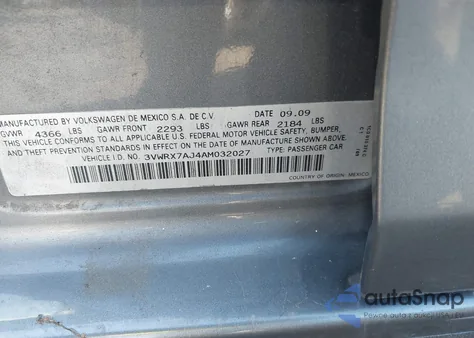 MANUFACTURED BY VOLKSWAGEN DE MEXICO S.A. DE C.V. DATE 09.09
GVWR 4366 LBS GAWR FRONT 2293 LBS GAWR REAR 2184 LBS
THIS VEHICLE CONFORMS TO ALL APPLICABLE U.S. FEDERAL MOTOR VEHICLE SAFETY, BUMPER,
AND THEFT PREVENTION STANDARDS IN EFFECT ON THE DATE OF MANUFACTURE SHOWN ABOVE.
VEHICLE I.D. NO. 3VWRX7AJ4AM032027 TYPE: PASSENGER CAR
COUNTRY OF ORIGIN: MEXICO
autoSnap
Powered by